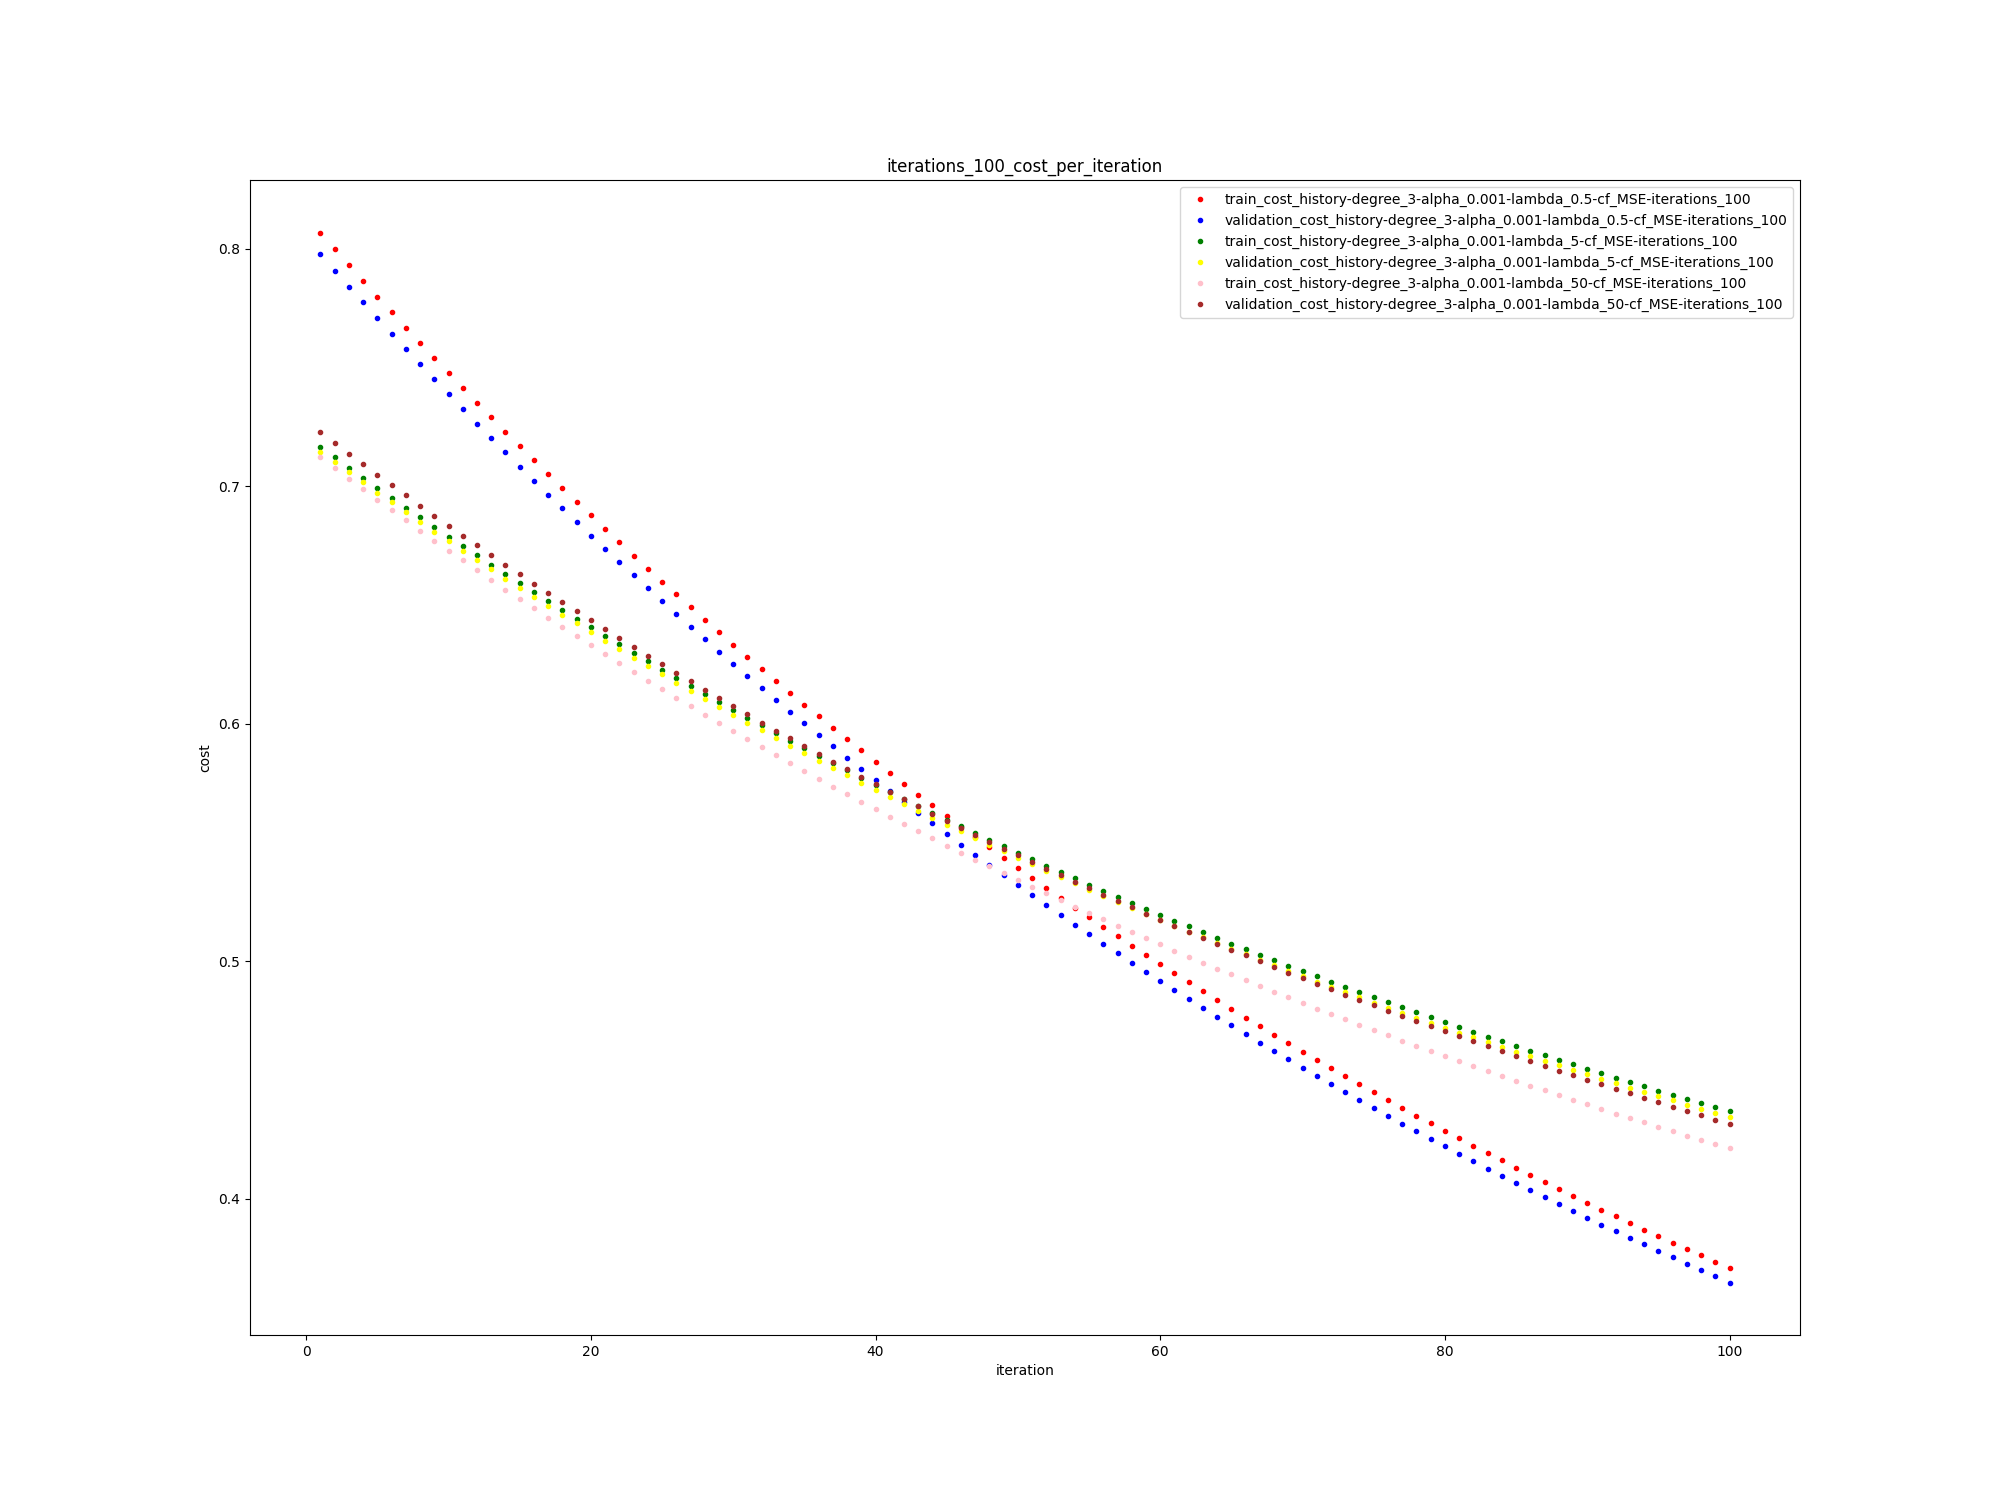 iterations_100_cost_per_iteration
train_cost_history-degree_3-alpha_0.001-lambda_0.5-cf_MSE-iterations_100
validation_cost_history-degree_3-alpha_0.001-lambda_0.5-cf_MSE-iterations_100
train_cost_history-degree_3-alpha_0.001-lambda_5-cf_MSE-iterations_100
validation_cost_history-degree_3-alpha_0.001-lambda_5-cf_MSE-iterations_100
train_cost_history-degree_3-alpha_0.001-lambda_50-cf_MSE-iterations_100
validation_cost_history-degree_3-alpha_0.001-lambda_50-cf_MSE-iterations_100
0.8
0.7
0.6
cost
0.5
0.4
0 20 40 60 80 100
iteration